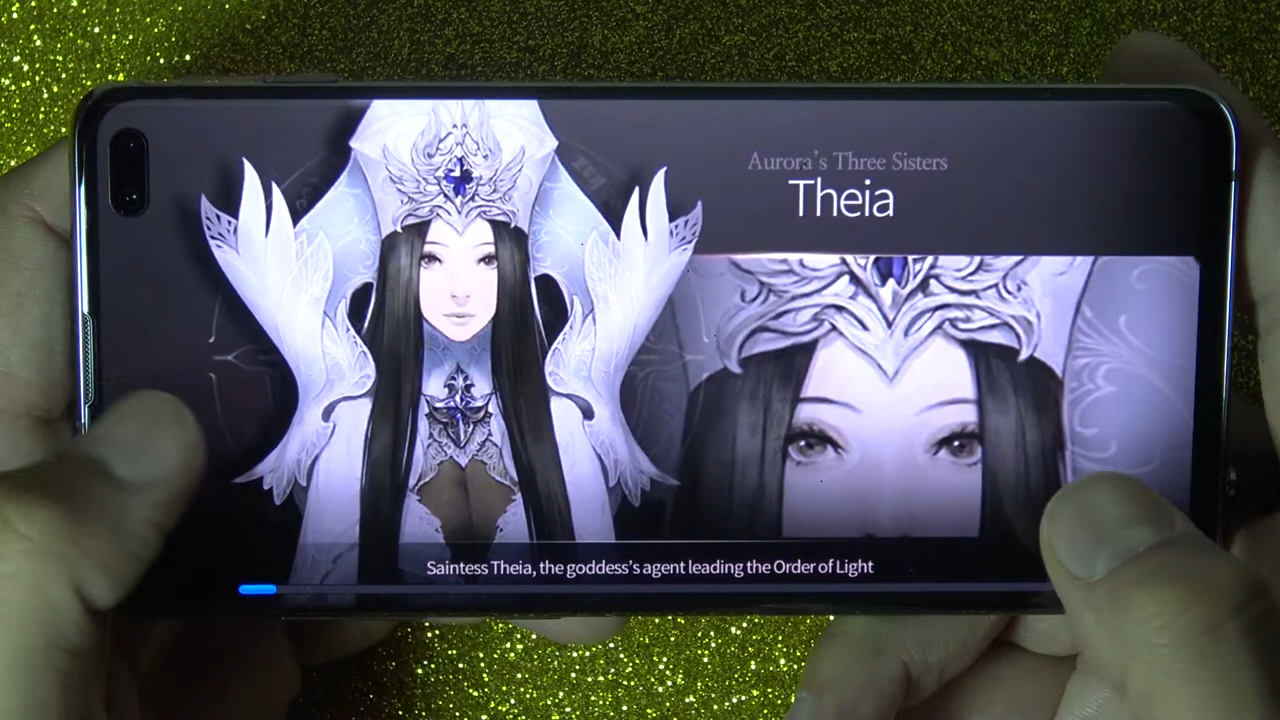 Aurora's Three Sisters
Theia
Saintess Theia, the goddess's agent leading the Order of Light